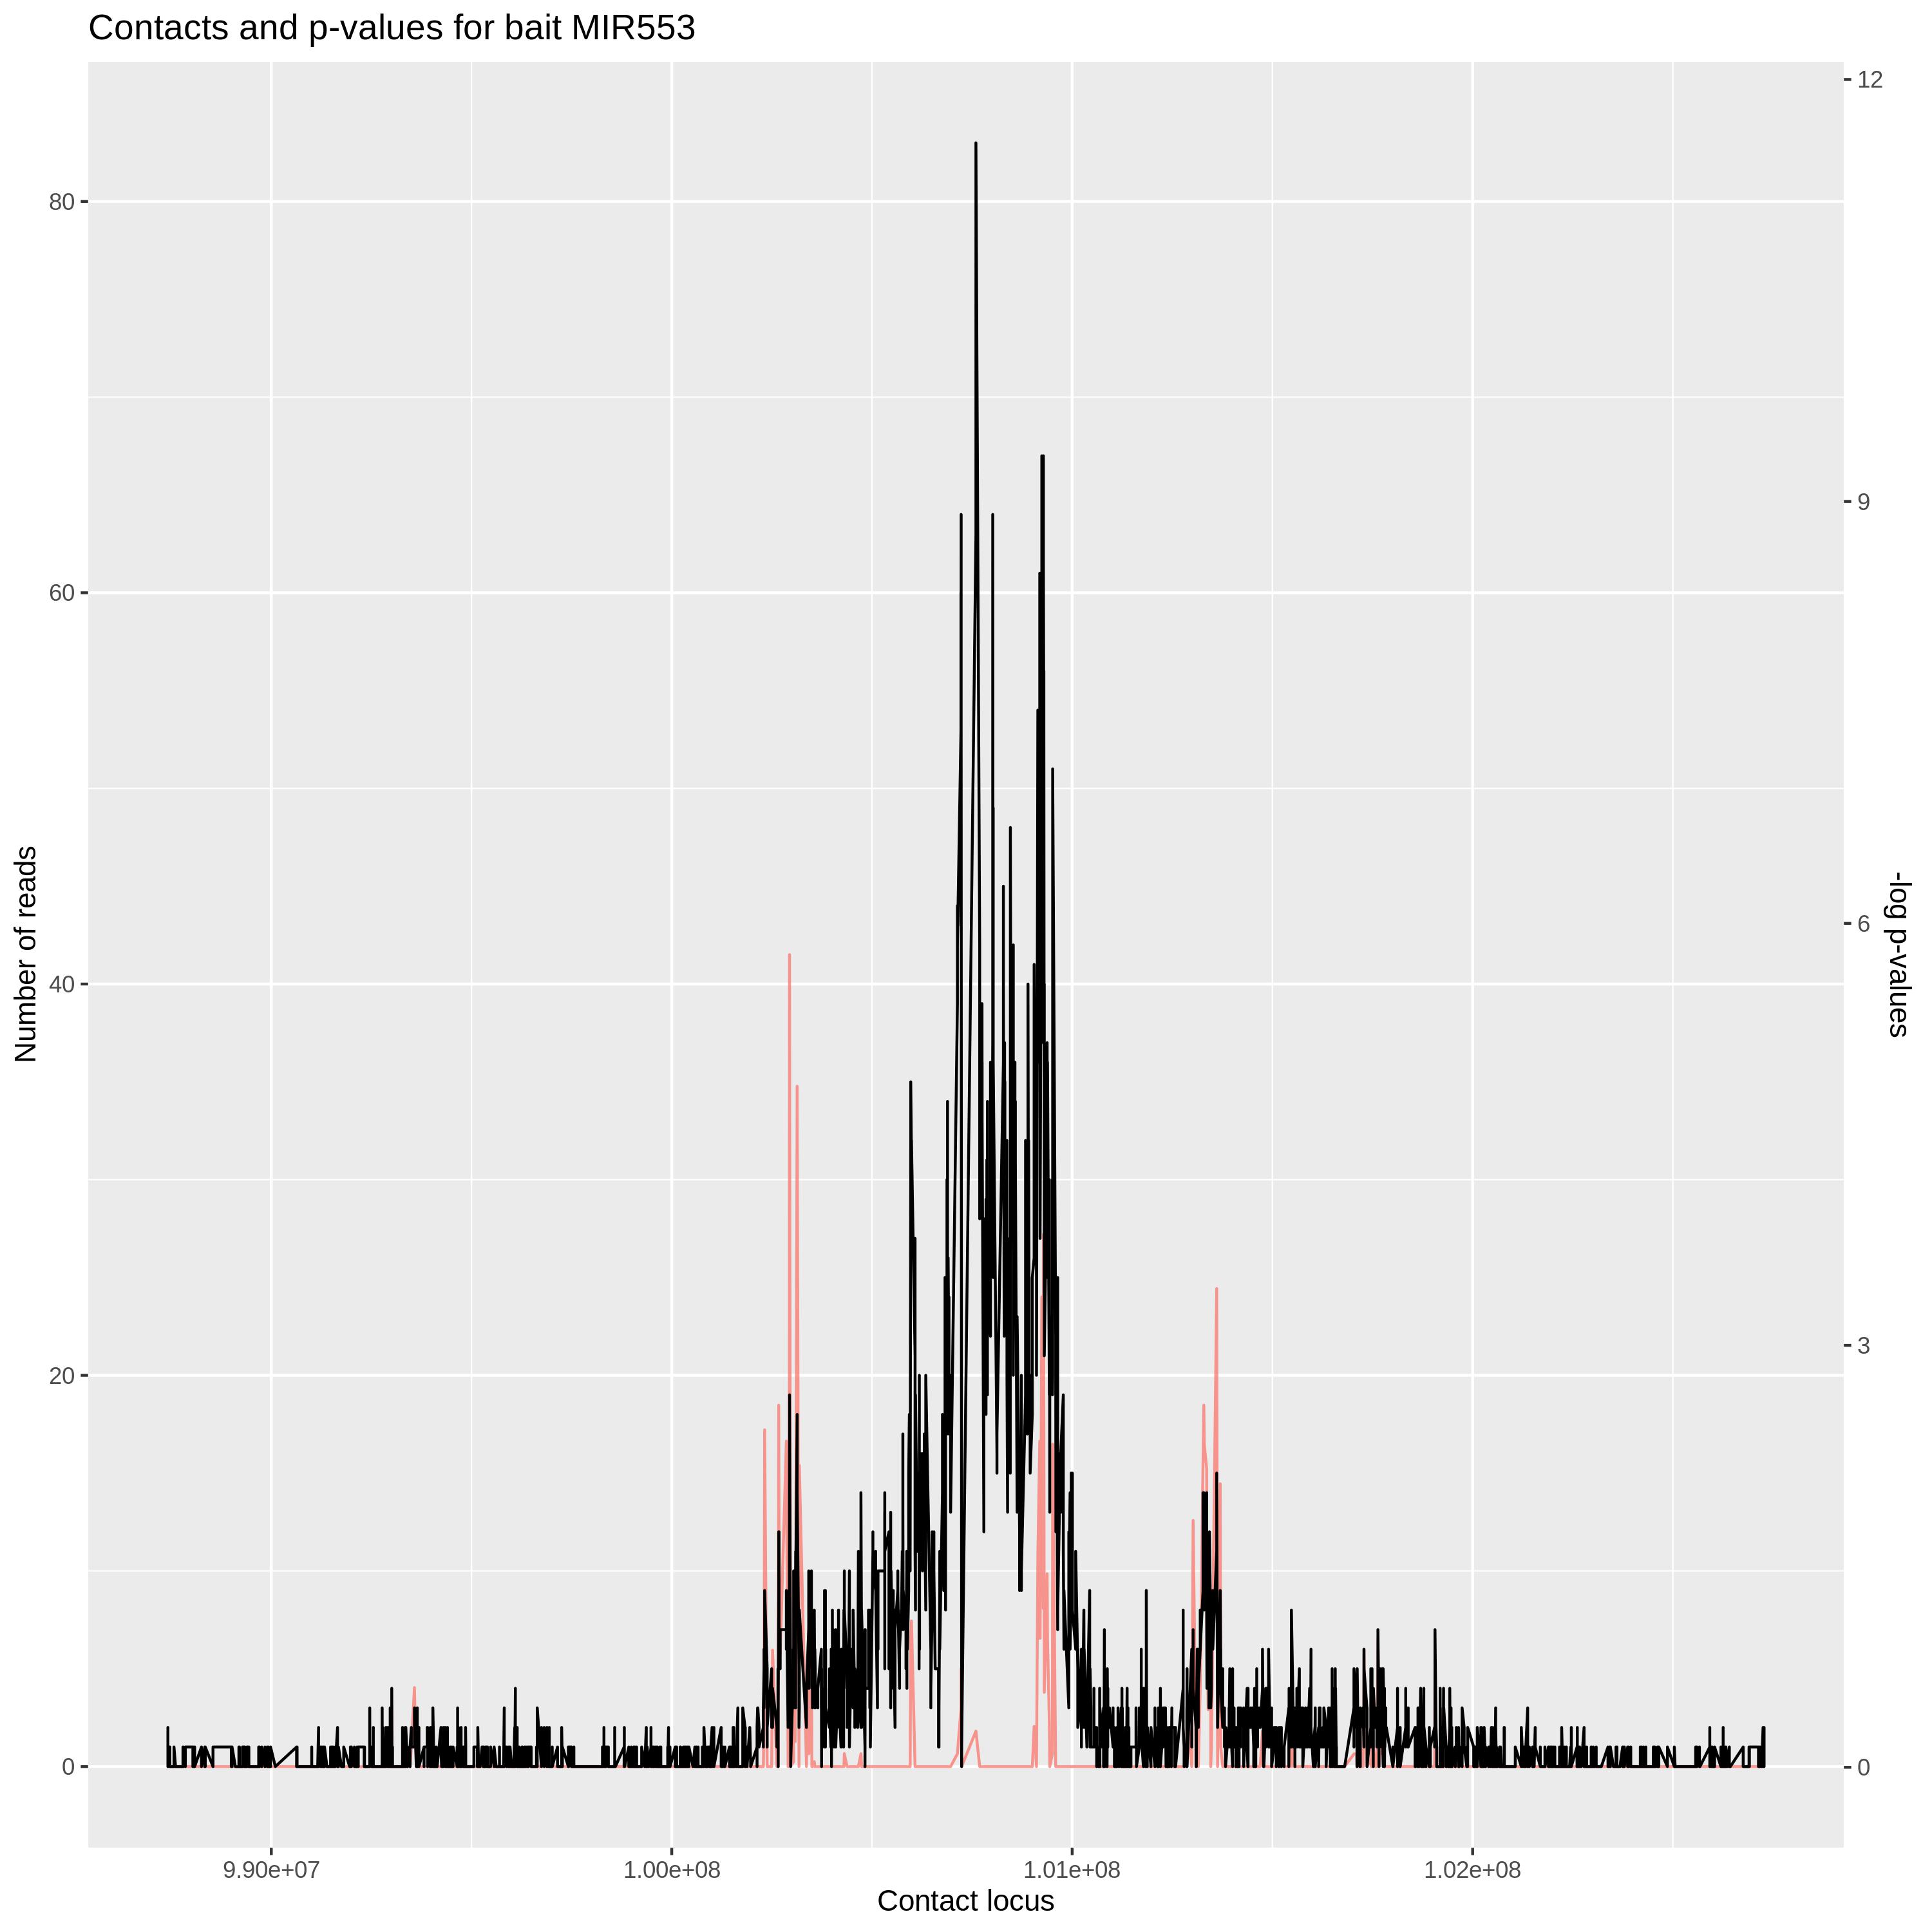 Contacts and p-values for bait MIR553
12
80
9
60
6
40
3
20
0
0
Number of reads
-log p-values
9.90e+07
1.00e+08
1.01e+08
1.02e+08
Contact locus